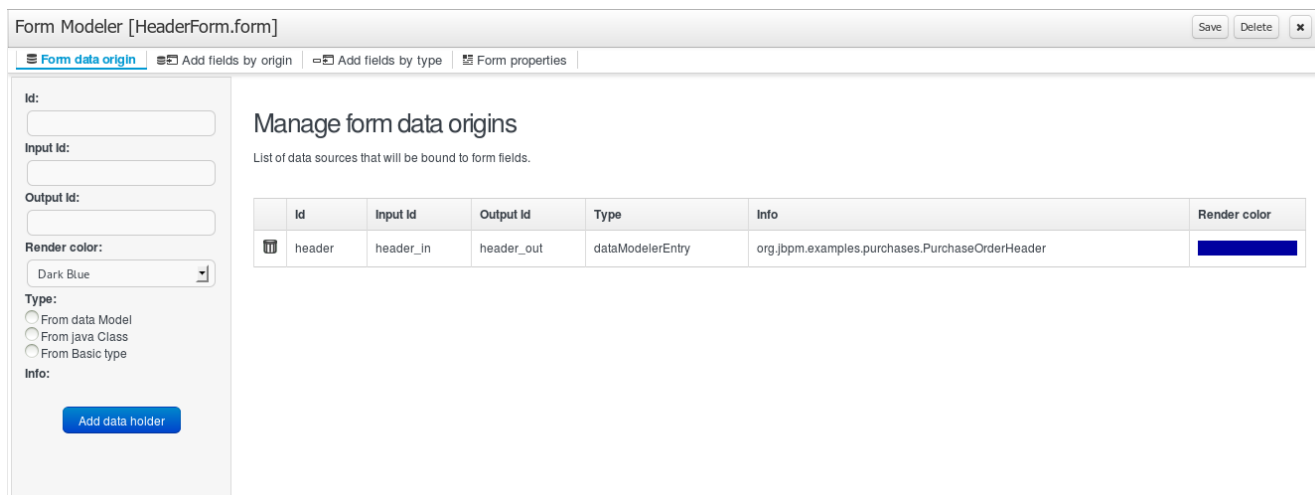 Form Modeler [HeaderForm.form]
Save Delete x
Form data origin Add fields by origin Add fields by type Form properties
Id:
Input Id:
Output Id:
Render color:
Dark Blue
Type:
From data Model
From java Class
From Basic type
Info:
Add data holder
Manage form data origins
List of data sources that will be bound to form fields.
Id Input Id Output Id Type Info Render color
header header_in header_out dataModelerEntry org.jbpm.examples.purchases.PurchaseOrderHeader